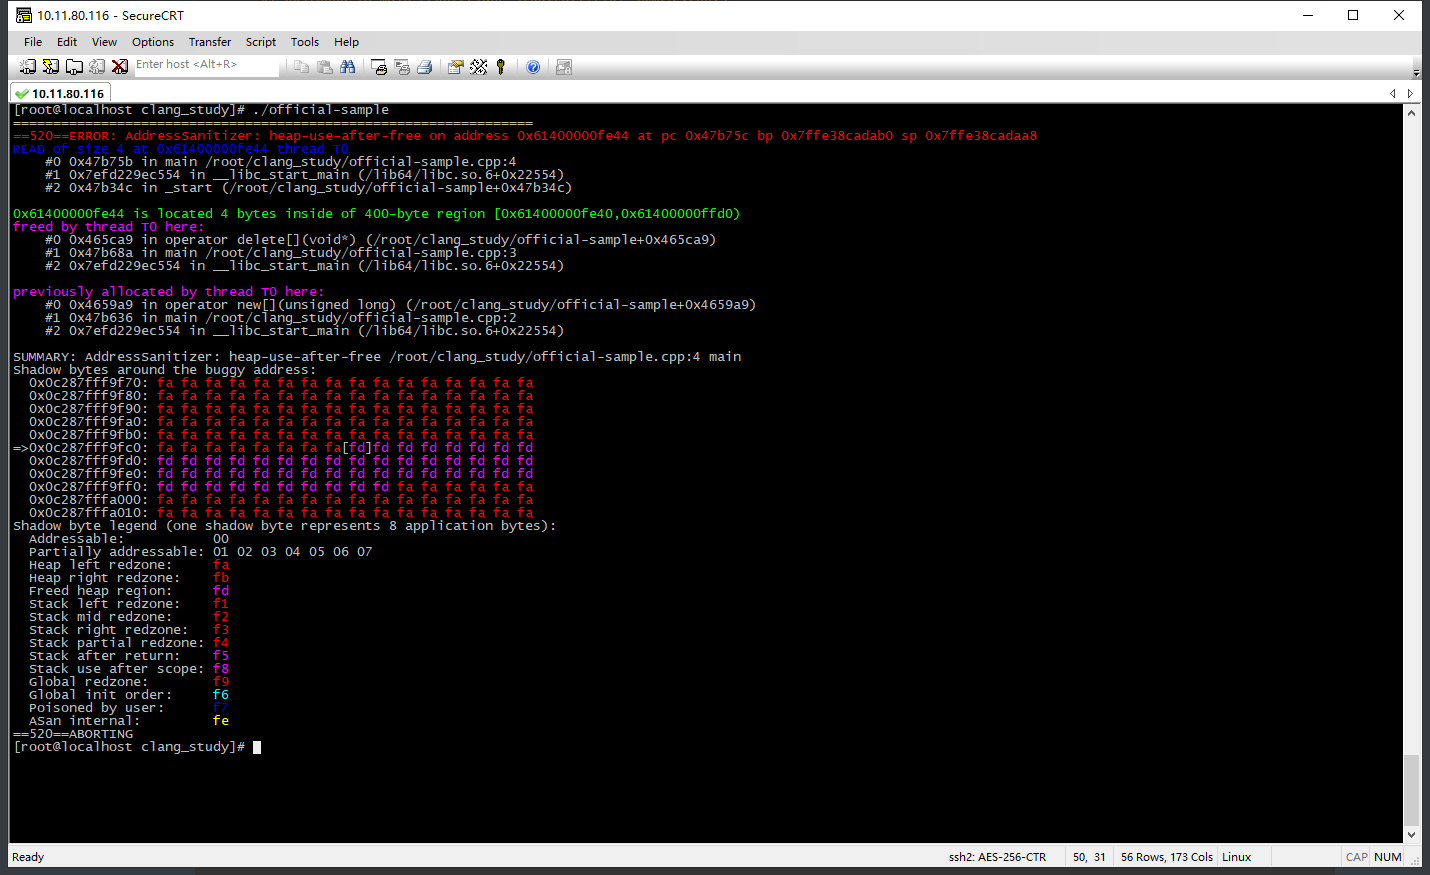 10.11.80.116 - SecureCRT
File Edit View Options Transfer Script Tools Help
Enter host <Alt+R>
10.11.80.116
[root@localhost clang_study]# ./official-sample
=================================================================
==520==ERROR: AddressSanitizer: heap-use-after-free on address 0x61400000fe44 at pc 0x47b75c bp 0x7ffe38cadab0 sp 0x7ffe38cadaa8
READ of size 4 at 0x61400000fe44 thread T0
    #0 0x47b75b in main /root/clang_study/official-sample.cpp:4
    #1 0x7efd229ec554 in __libc_start_main (/lib64/libc.so.6+0x22554)
    #2 0x47b34c in _start (/root/clang_study/official-sample+0x47b34c)
0x61400000fe44 is located 4 bytes inside of 400-byte region [0x61400000fe40,0x61400000ffd0)
freed by thread T0 here:
    #0 0x465ca9 in operator delete[](void*) (/root/clang_study/official-sample+0x465ca9)
    #1 0x47b68a in main /root/clang_study/official-sample.cpp:3
    #2 0x7efd229ec554 in __libc_start_main (/lib64/libc.so.6+0x22554)
previously allocated by thread T0 here:
    #0 0x4659a9 in operator new[](unsigned long) (/root/clang_study/official-sample+0x4659a9)
    #1 0x47b636 in main /root/clang_study/official-sample.cpp:2
    #2 0x7efd229ec554 in __libc_start_main (/lib64/libc.so.6+0x22554)
SUMMARY: AddressSanitizer: heap-use-after-free /root/clang_study/official-sample.cpp:4 main
Shadow bytes around the buggy address:
  0x0c287fff9f70: fa fa fa fa fa fa fa fa fa fa fa fa fa fa fa fa
  0x0c287fff9f80: fa fa fa fa fa fa fa fa fa fa fa fa fa fa fa fa
  0x0c287fff9f90: fa fa fa fa fa fa fa fa fa fa fa fa fa fa fa fa
  0x0c287fff9fa0: fa fa fa fa fa fa fa fa fa fa fa fa fa fa fa fa
  0x0c287fff9fb0: fa fa fa fa fa fa fa fa fa fa fa fa fa fa fa fa
=>0x0c287fff9fc0: fa fa fa fa fa fa fa fa[fd]fd fd fd fd fd fd fd
  0x0c287fff9fd0: fd fd fd fd fd fd fd fd fd fd fd fd fd fd fd fd
  0x0c287fff9fe0: fd fd fd fd fd fd fd fd fd fd fd fd fd fd fd fd
  0x0c287fff9ff0: fd fd fd fd fd fd fd fd fd fd fa fa fa fa fa fa
  0x0c287fffa000: fa fa fa fa fa fa fa fa fa fa fa fa fa fa fa fa
  0x0c287fffa010: fa fa fa fa fa fa fa fa fa fa fa fa fa fa fa fa
Shadow byte legend (one shadow byte represents 8 application bytes):
  Addressable:           00
  Partially addressable: 01 02 03 04 05 06 07
  Heap left redzone:     fa
  Heap right redzone:    fb
  Freed heap region:     fd
  Stack left redzone:    f1
  Stack mid redzone:     f2
  Stack right redzone:   f3
  Stack partial redzone: f4
  Stack after return:    f5
  Stack use after scope: f8
  Global redzone:        f9
  Global init order:     f6
  Poisoned by user:      f7
  ASan internal:         fe
==520==ABORTING
[root@localhost clang_study]#
Ready ssh2: AES-256-CTR 50, 31 56 Rows, 173 Cols Linux CAP NUM